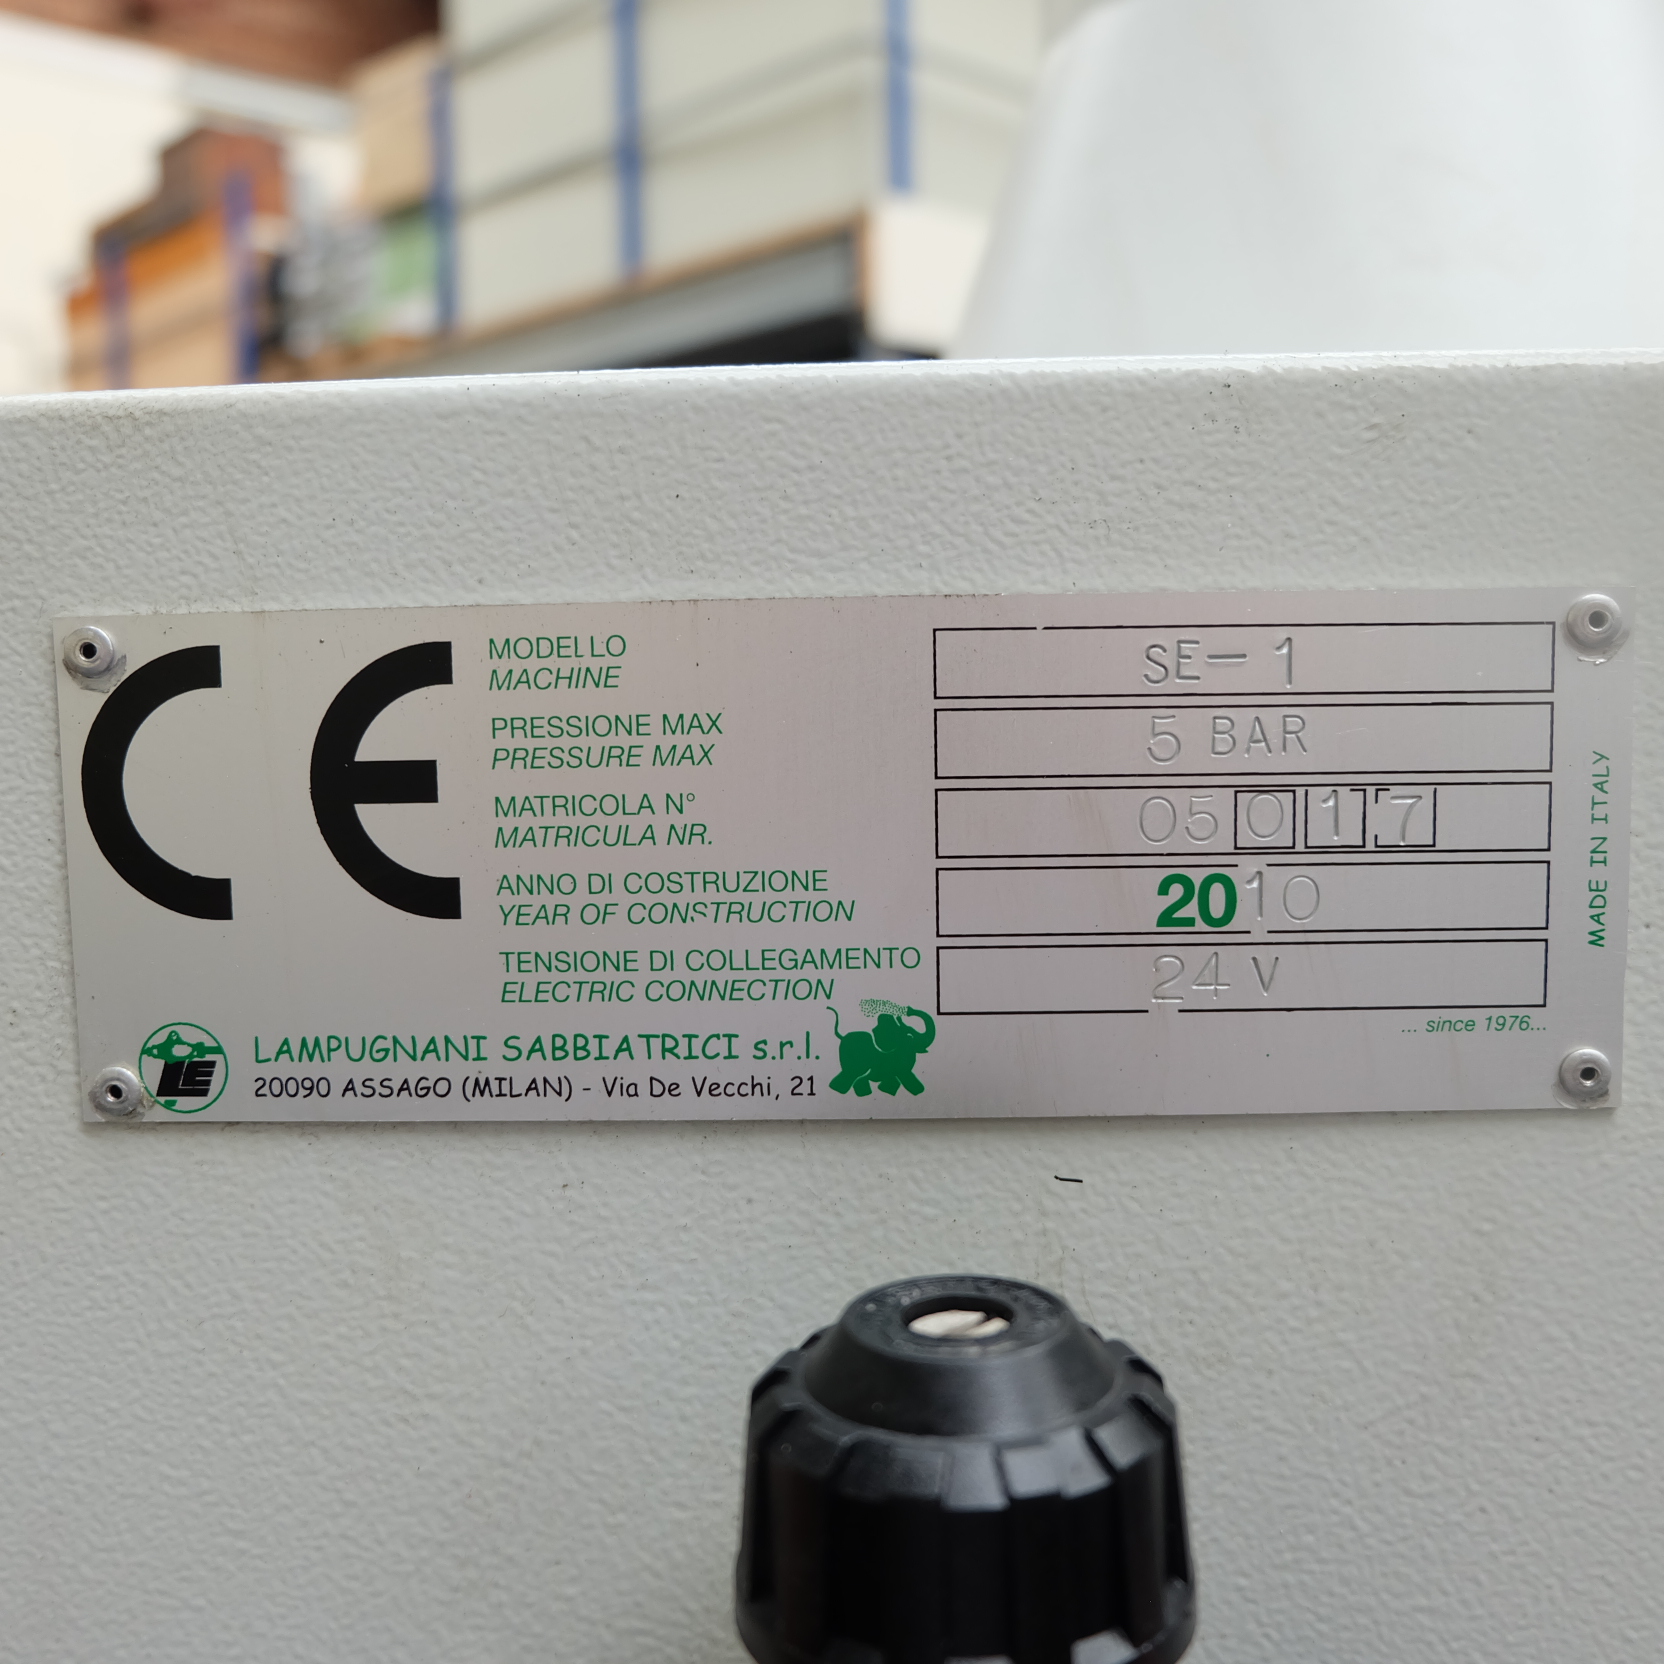 CE
MODELLO
MACHINE
SE-1
PRESSIONE MAX
PRESSURE MAX
5 BAR
MATRICOLA N°
MATRICULA NR.
05017
ANNO DI COSTRUZIONE
YEAR OF CONSTRUCTION
2010
TENSIONE DI COLLEGAMENTO
ELECTRIC CONNECTION
24 V
MADE IN ITALY
... since 1976...
LE
LAMPUGNANI SABBIATRICI s.r.l.
20090 ASSAGO (MILAN) - Via De Vecchi, 21